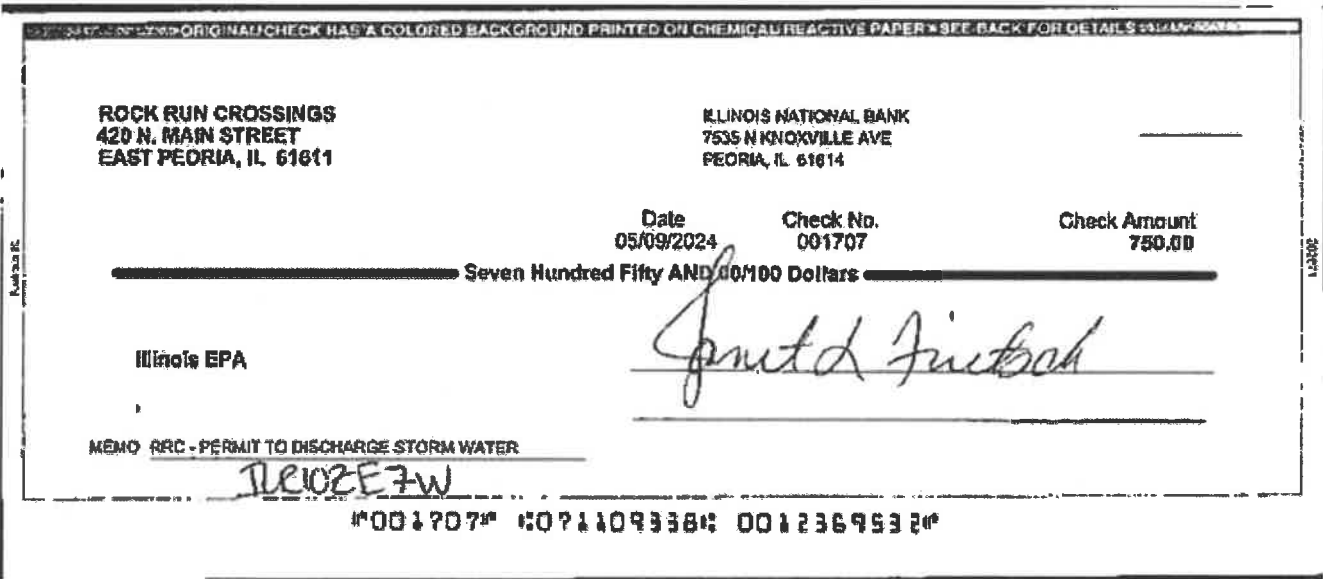 ORIGINAL CHECK HAS A COLORED BACKGROUND PRINTED ON CHEMICAL REACTIVE PAPER • SEE BACK FOR DETAILS
ROCK RUN CROSSINGS
420 N. MAIN STREET
EAST PEORIA, IL 61611
ILLINOIS NATIONAL BANK
7535 N KNOXVILLE AVE
PEORIA, IL 61614
Date Check No. Check Amount
05/09/2024 001707 750.00
Seven Hundred Fifty AND 00/100 Dollars
Illinois EPA
Janet L
MEMO RRC - PERMIT TO DISCHARGE STORM WATER
ILR10ZE7W
⑈001707⑈ ⑆071109338⑆ 0012369532⑈